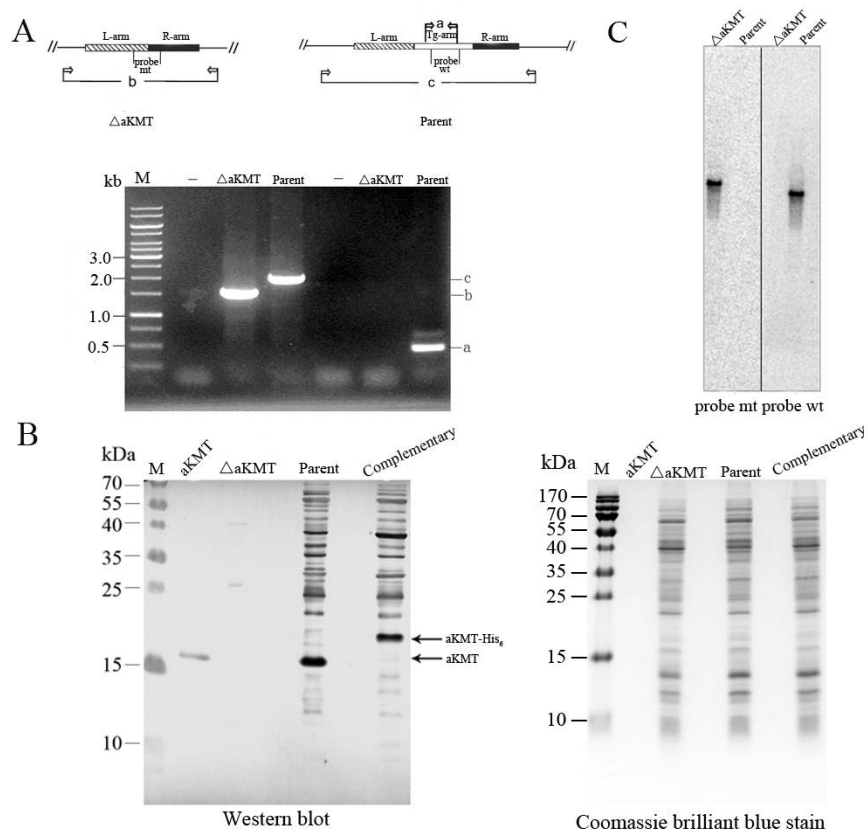 A
L-arm R-arm
probe
mt
b
△aKMT
a
L-arm Tg-arm R-arm
probe
wt
c
Parent
kb M – △aKMT Parent – △aKMT Parent
3.0
2.0
1.0
0.5
c
b
a
C
△aKMT Parent △aKMT Parent
probe mt probe wt
B
kDa
M aKMT △aKMT Parent Complementary
70
55
40
35
25
15
10
aKMT-His6
aKMT
Western blot
kDa
M aKMT △aKMT Parent Complementary
170
70
55
40
35
25
15
10
Coomassie brilliant blue stain